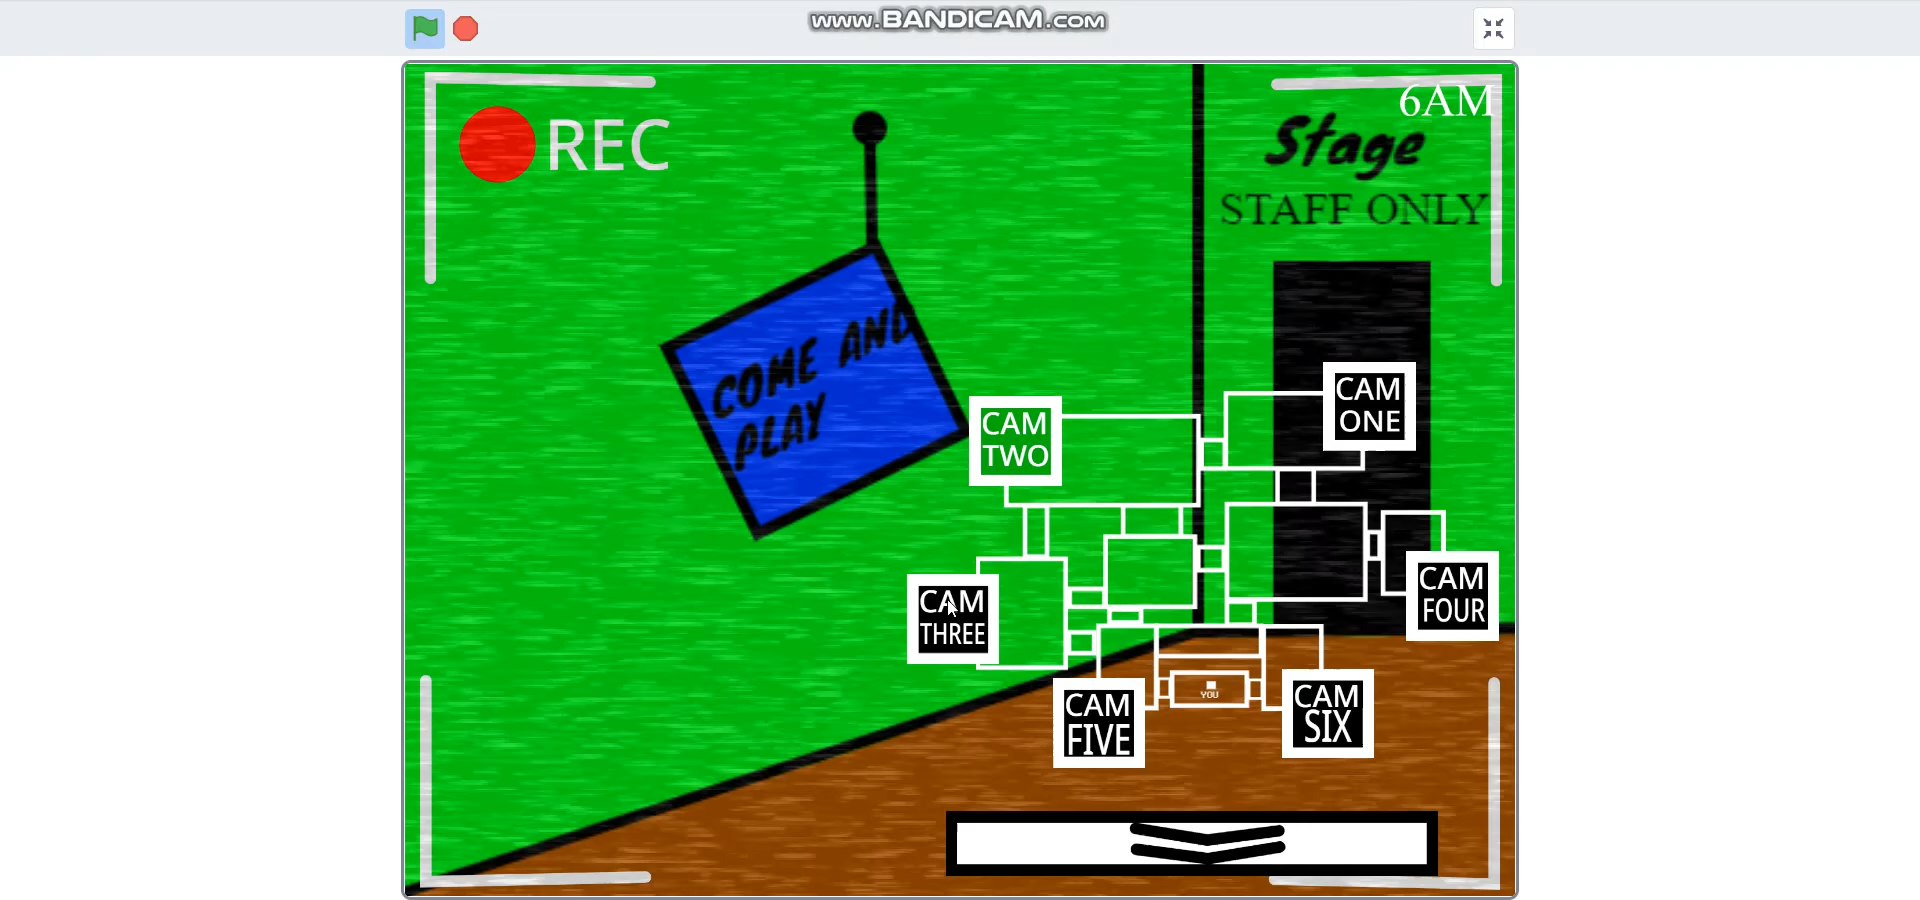 www.BANDICAM.com
6AM
REC
Stage
STAFF ONLY
COME AND
PLAY
CAM
ONE
CAM
TWO
CAM
THREE
CAM
FOUR
CAM
FIVE
YOU
CAM
SIX